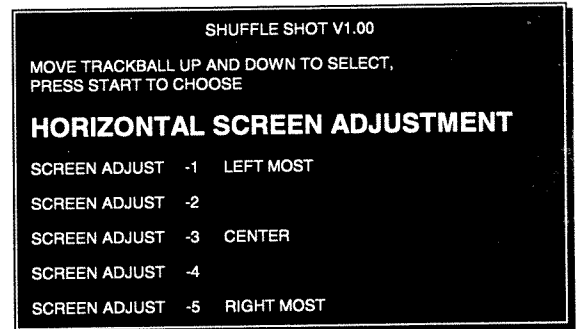 SHUFFLE SHOT V1.00
MOVE TRACKBALL UP AND DOWN TO SELECT,
PRESS START TO CHOOSE
HORIZONTAL SCREEN ADJUSTMENT
SCREEN ADJUST -1 LEFT MOST
SCREEN ADJUST -2
SCREEN ADJUST -3 CENTER
SCREEN ADJUST -4
SCREEN ADJUST -5 RIGHT MOST